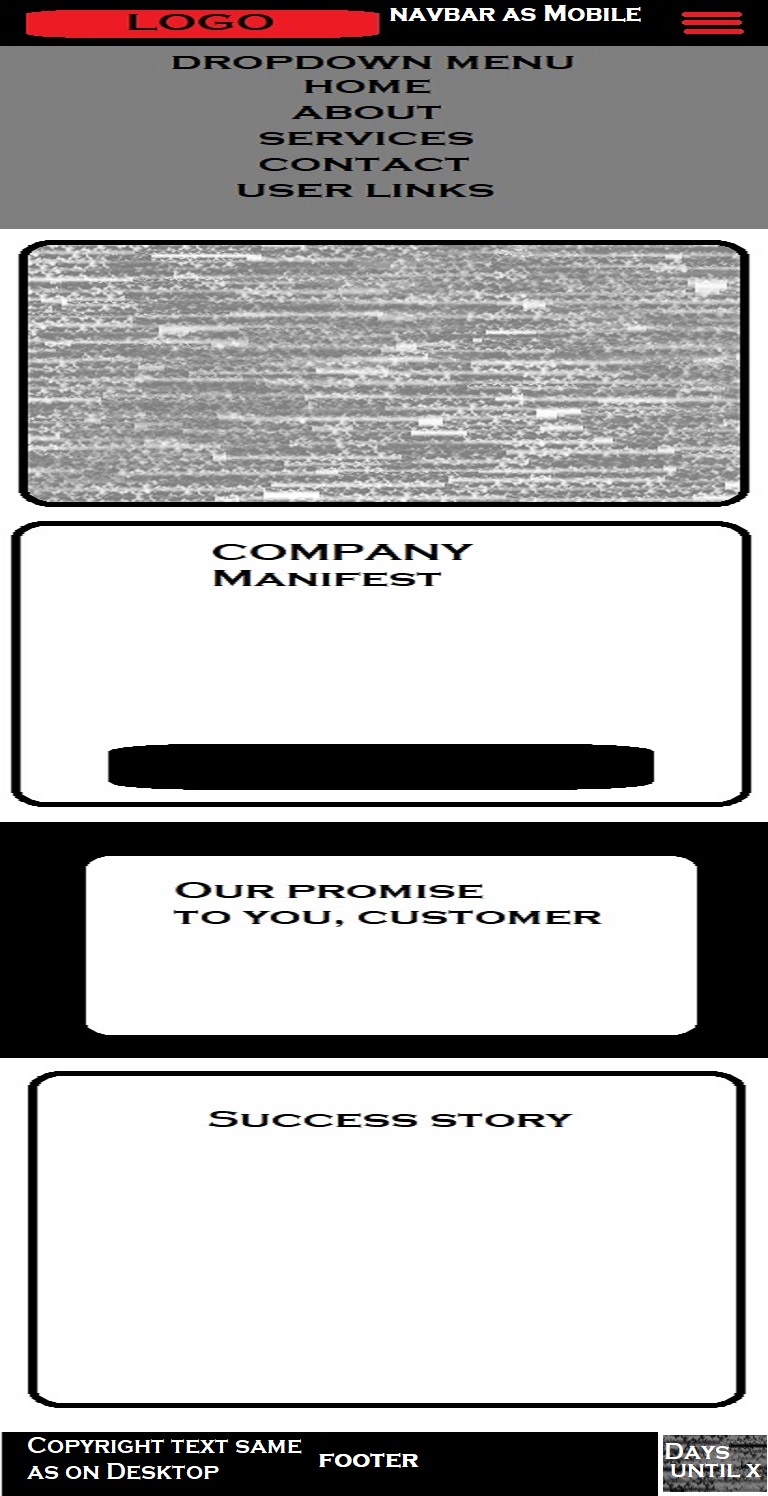 LOGO
NAVBAR AS MOBILE
DROPDOWN MENU
HOME
ABOUT
SERVICES
CONTACT
USER LINKS
COMPANY
MANIFEST
OUR PROMISE
TO YOU, CUSTOMER
SUCCESS STORY
COPYRIGHT TEXT SAME
AS ON DESKTOP
FOOTER
DAYS
UNTIL X